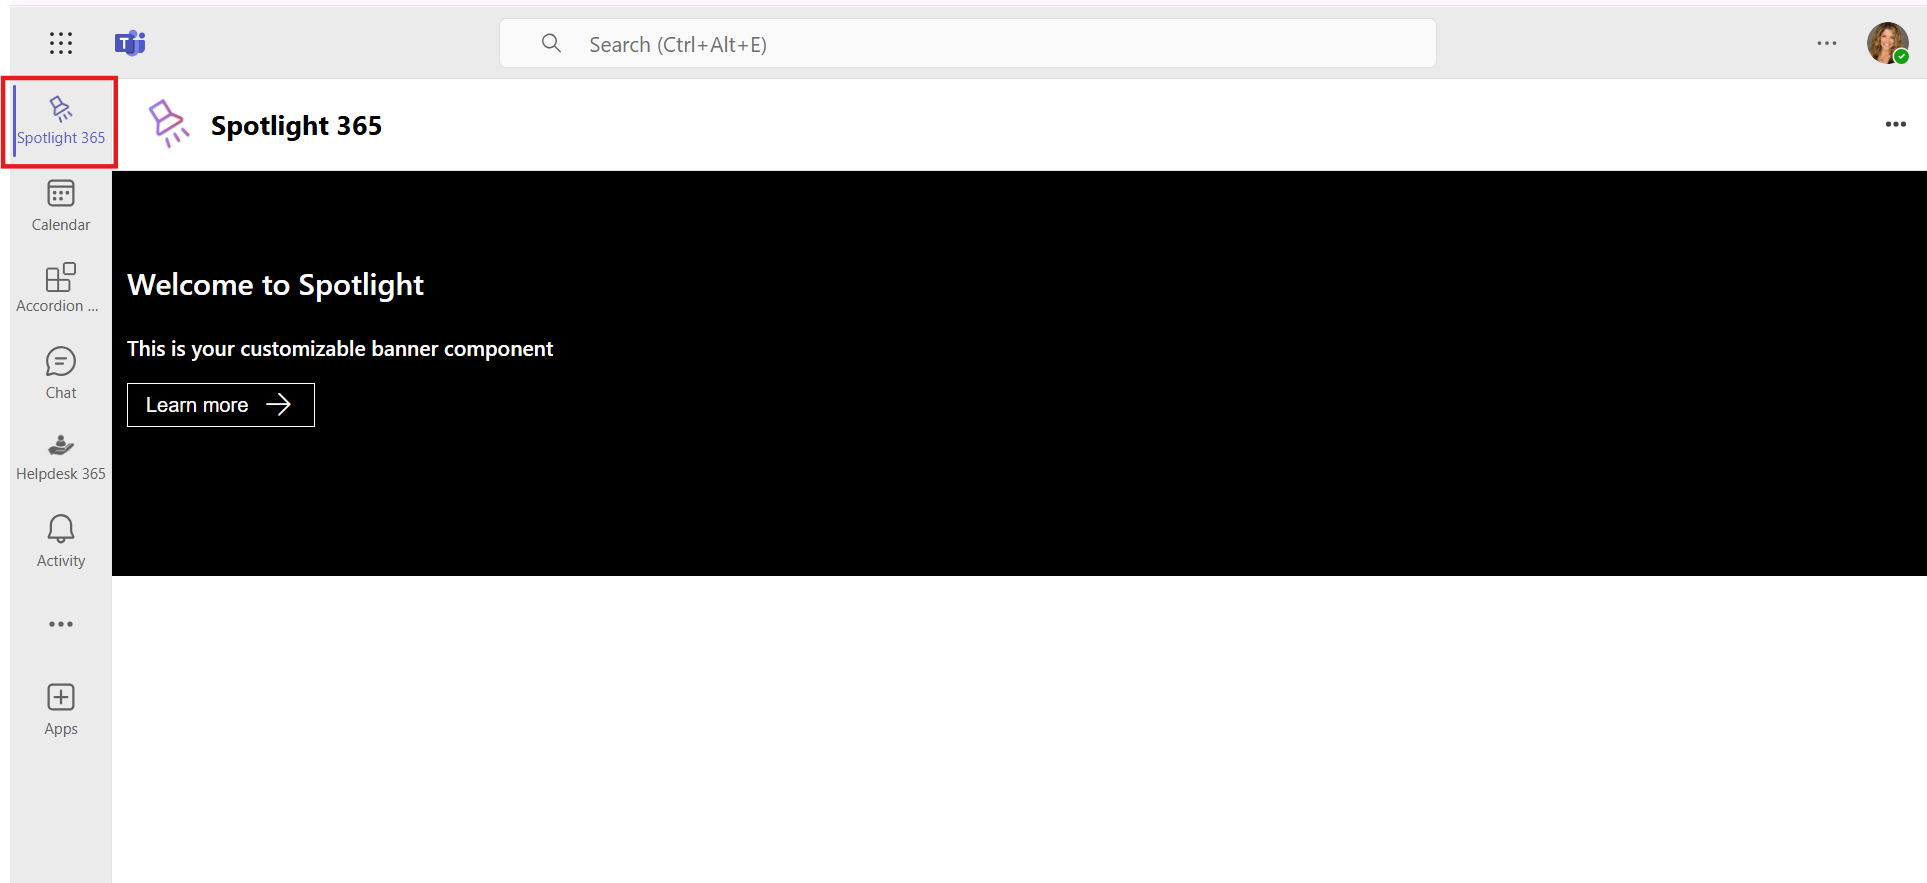 Search (Ctrl+Alt+E)
Spotlight 365
Spotlight 365
Calendar
Accordion ...
Chat
Helpdesk 365
Activity
Apps
Welcome to Spotlight
This is your customizable banner component
Learn more